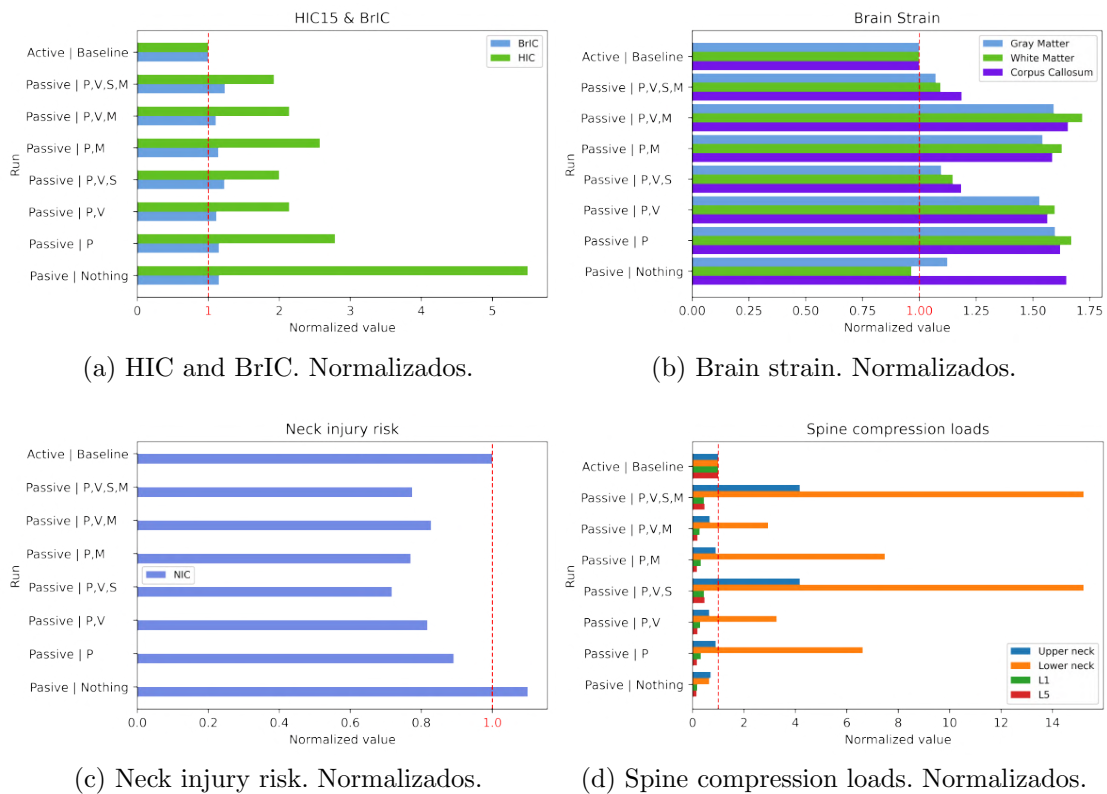 HIC15 & BrIC
Run
Active | Baseline
Passive | P,V,S,M
Passive | P,V,M
Passive | P,M
Passive | P,V,S
Passive | P,V
Passive | P
Pasive | Nothing
BrIC
HIC
0 1 2 3 4 5
Normalized value
(a) HIC and BrIC. Normalizados.
Brain Strain
Run
Active | Baseline
Passive | P,V,S,M
Passive | P,V,M
Passive | P,M
Passive | P,V,S
Passive | P,V
Passive | P
Pasive | Nothing
Gray Matter
White Matter
Corpus Callosum
0.00 0.25 0.50 0.75 1.00 1.25 1.50 1.75
Normalized value
(b) Brain strain. Normalizados.
Neck injury risk
Run
Active | Baseline
Passive | P,V,S,M
Passive | P,V,M
Passive | P,M
Passive | P,V,S
Passive | P,V
Passive | P
Pasive | Nothing
NIC
0.0 0.2 0.4 0.6 0.8 1.0
Normalized value
(c) Neck injury risk. Normalizados.
Spine compression loads
Run
Active | Baseline
Passive | P,V,S,M
Passive | P,V,M
Passive | P,M
Passive | P,V,S
Passive | P,V
Passive | P
Pasive | Nothing
Upper neck
Lower neck
L1
L5
0 2 4 6 8 10 12 14
Normalized value
(d) Spine compression loads. Normalizados.